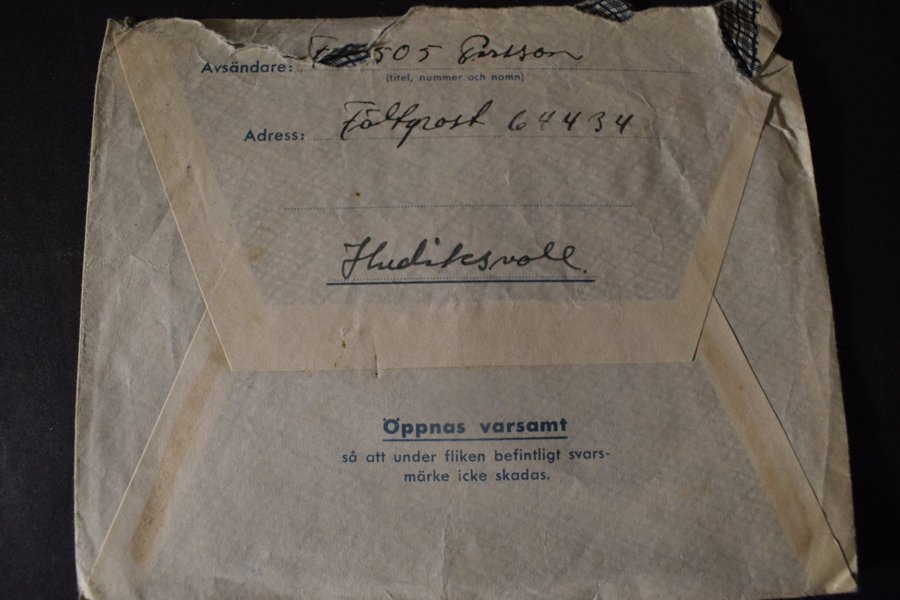 Avsändare: 505 Persson
(titel, nummer och namn)
Adress: Fältpost 64434
Hudiksvall.
Öppnas varsamt
så att under fliken befintligt svars-
märke icke skadas.